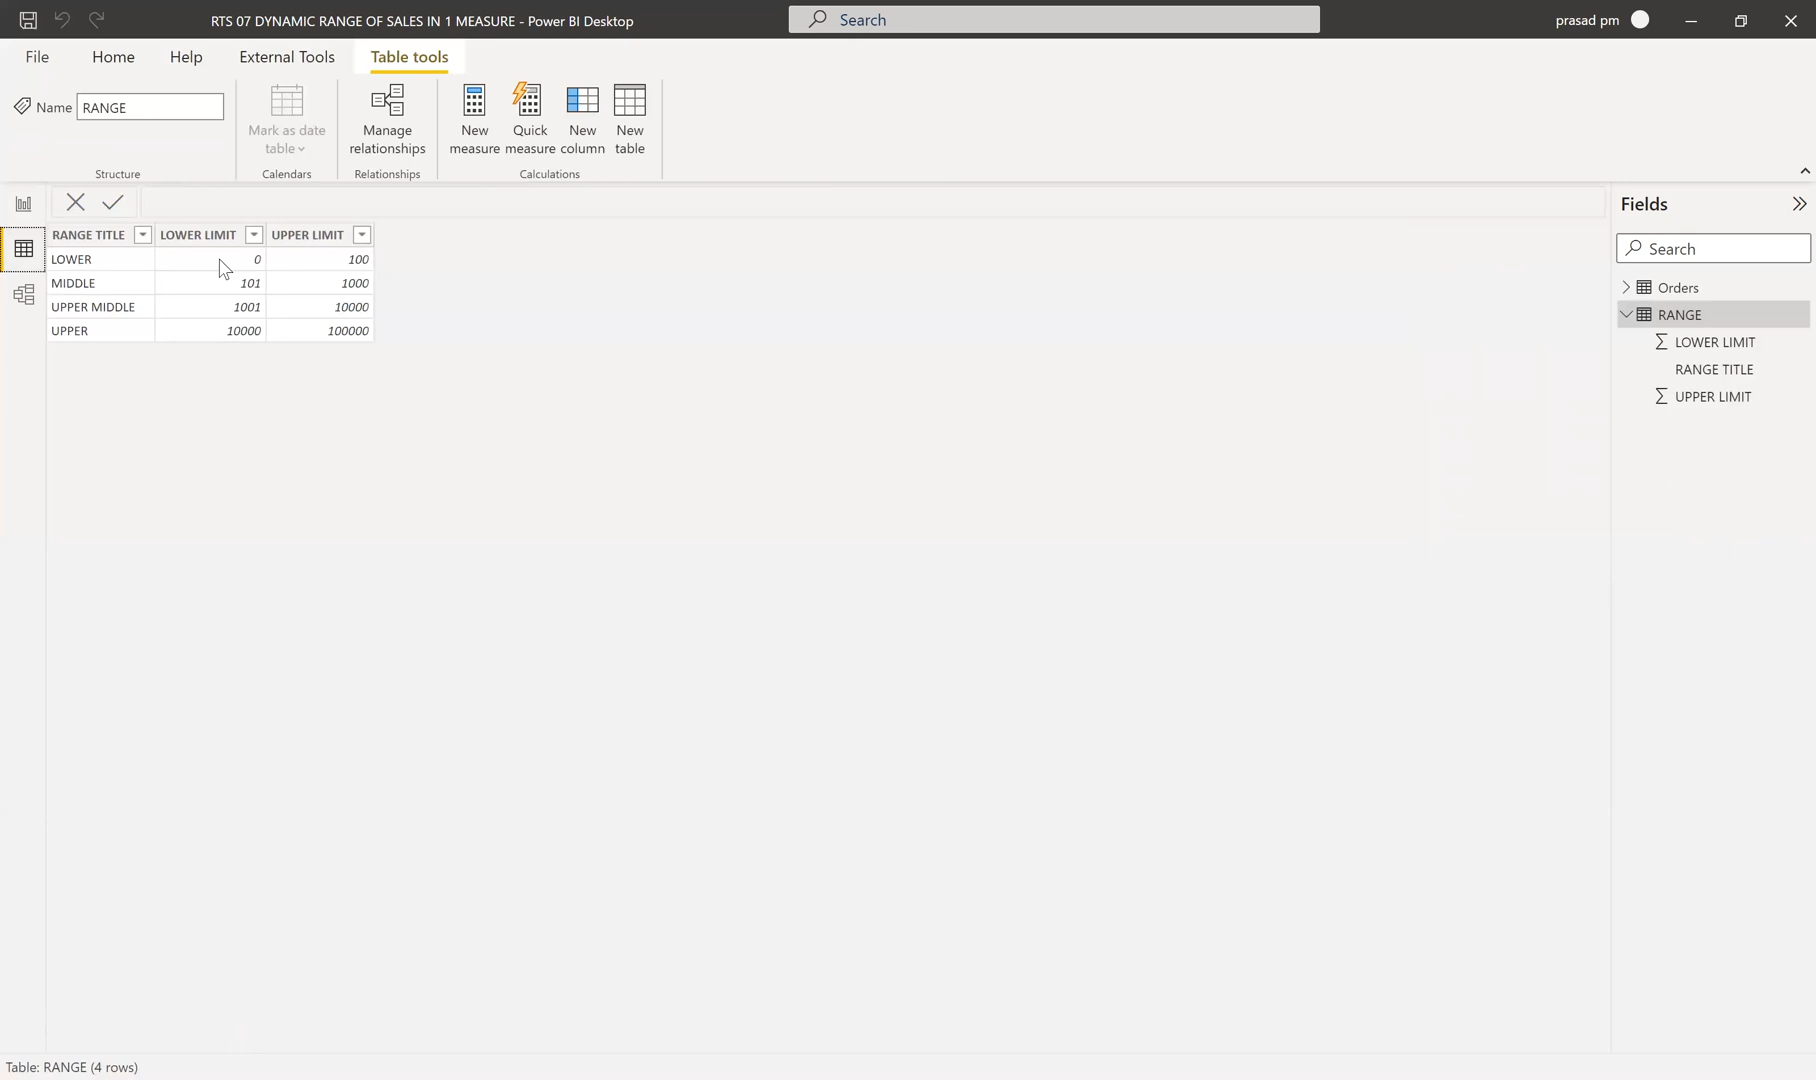 RTS 07 DYNAMIC RANGE OF SALES IN 1 MEASURE - Power BI Desktop
Search
prasad pm
File Home Help External Tools Table tools
Name RANGE
Mark as date table
Manage relationships
New measure
Quick measure
New column
New table
Structure Calendars Relationships Calculations
RANGE TITLE LOWER LIMIT UPPER LIMIT
LOWER 0 100
MIDDLE 101 1000
UPPER MIDDLE 1001 10000
UPPER 10000 100000
Fields
Search
Orders
RANGE
LOWER LIMIT
RANGE TITLE
UPPER LIMIT
Table: RANGE (4 rows)